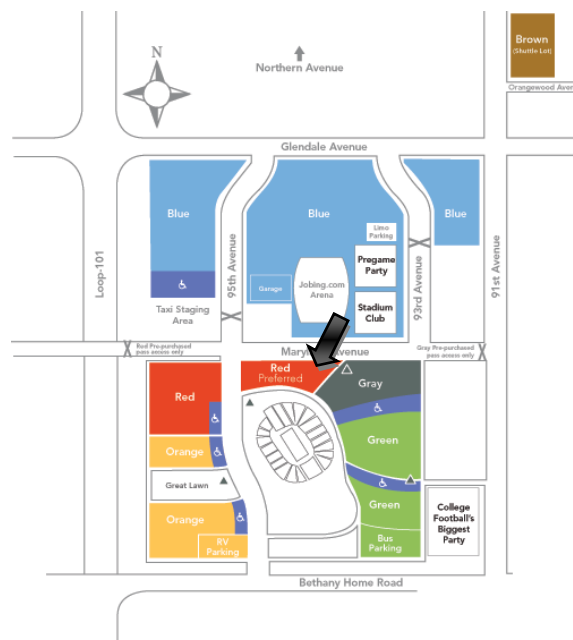 Brown
(Shuttle Lot)
N
Northern Avenue
Orangewood Aven
Glendale Avenue
Blue
Blue
Blue
Limo
Parking
Pregame
Party
Loop-101
95th Avenue
93rd Avenue
91st Avenue
Garage
Jobing.com
Arena
Stadium
Club
Taxi Staging
Area
Red Pre-purchased
pass assess only
Gray Pre-purchased
pass assess only
Avenue
Red
Preferred
Gray
Red
Green
Orange
Great Lawn
Green
Orange
College
Football's
Biggest
Party
RV
Parking
Bus
Parking
Bethany Home Road